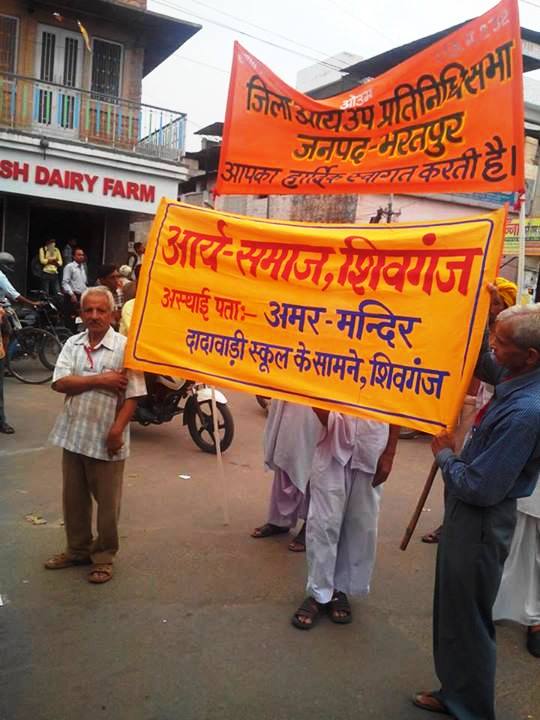 ओ३म
जिला आर्य उप प्रतिनिधि सभा
जनपद-भरतपुर
आपका हार्दिक स्वागत करती है।
SH DAIRY FARM
आर्य-समाज, शिवगंज
अस्थाई पता:- अमर-मन्दिर
दादावाड़ी स्कूल के सामने, शिवगंज